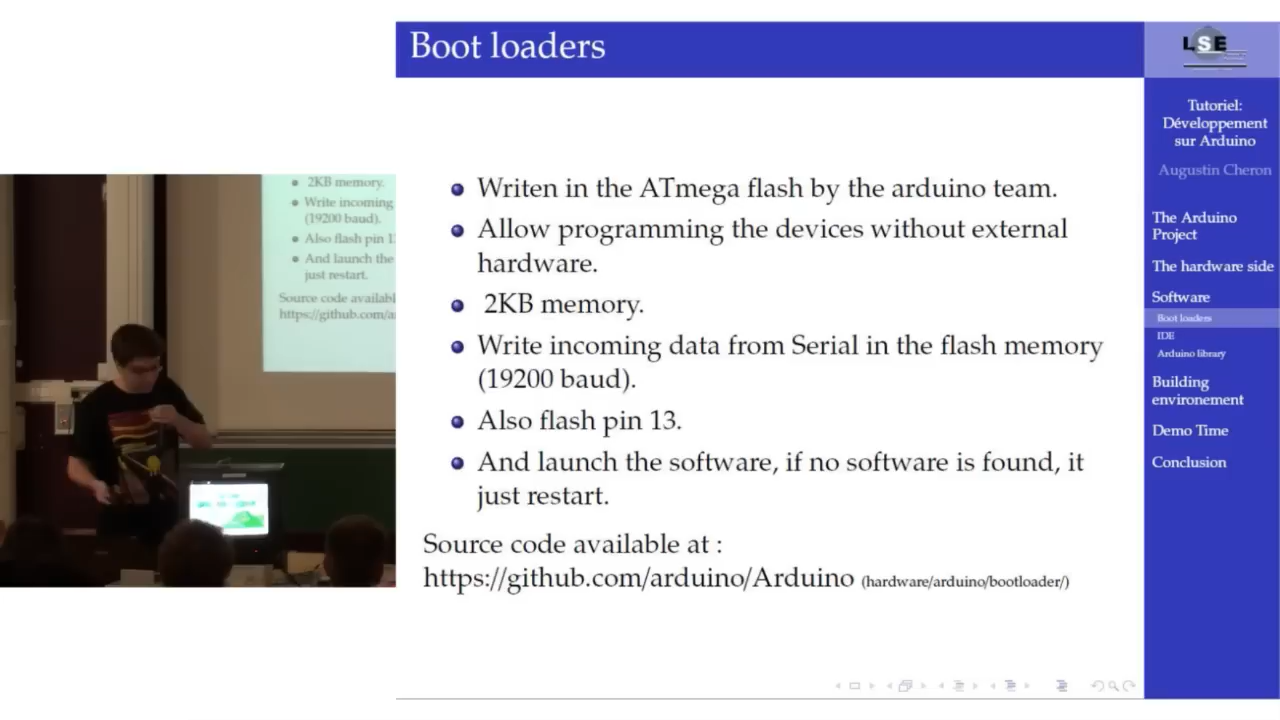 Boot loaders
Writen in the ATmega flash by the arduino team.
Allow programming the devices without external
hardware.
2KB memory.
Write incoming data from Serial in the flash memory
(19200 baud).
Also flash pin 13.
And launch the software, if no software is found, it
just restart.
Source code available at :
https://github.com/arduino/Arduino (hardware/arduino/bootloader/)
LSE
Tutoriel:
Développement
sur Arduino
Augustin Cheron
The Arduino
Project
The hardware side
Software
Boot loaders
IDE
Arduino library
Building
environement
Demo Time
Conclusion
2KB memory.
Write incoming
(19200 baud).
Also flash pin 1
And launch the
just restart.
Source code availabl
https://github.com/a